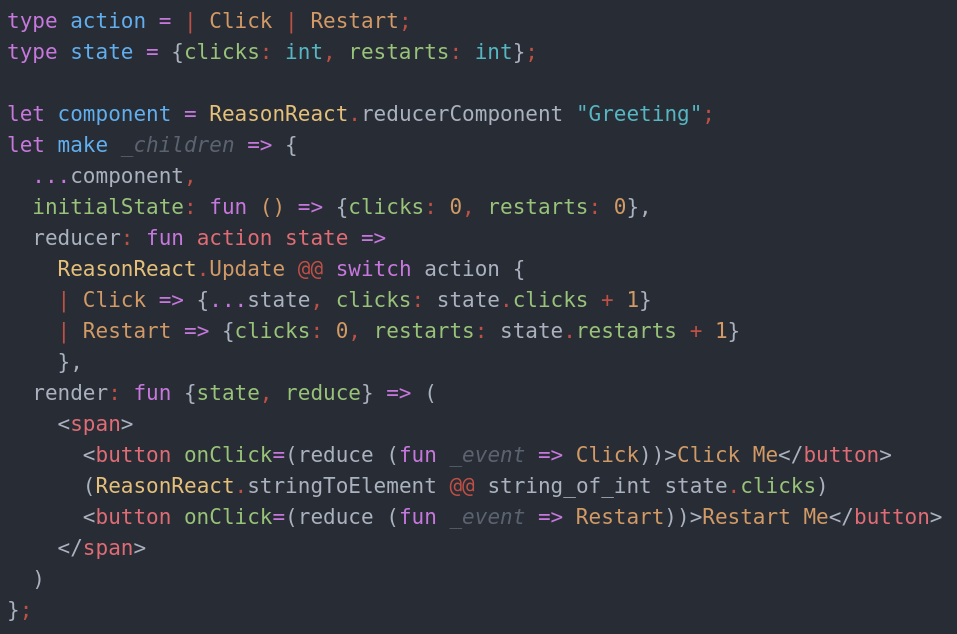 type action = | Click | Restart;
type state = {clicks: int, restarts: int};

let component = ReasonReact.reducerComponent "Greeting";
let make _children => {
  ...component,
  initialState: fun () => {clicks: 0, restarts: 0},
  reducer: fun action state =>
    ReasonReact.Update @@ switch action {
    | Click => {...state, clicks: state.clicks + 1}
    | Restart => {clicks: 0, restarts: state.restarts + 1}
    },
  render: fun {state, reduce} => (
    <span>
      <button onClick=(reduce (fun _event => Click))>Click Me</button>
      (ReasonReact.stringToElement @@ string_of_int state.clicks)
      <button onClick=(reduce (fun _event => Restart))>Restart Me</button>
    </span>
  )
};